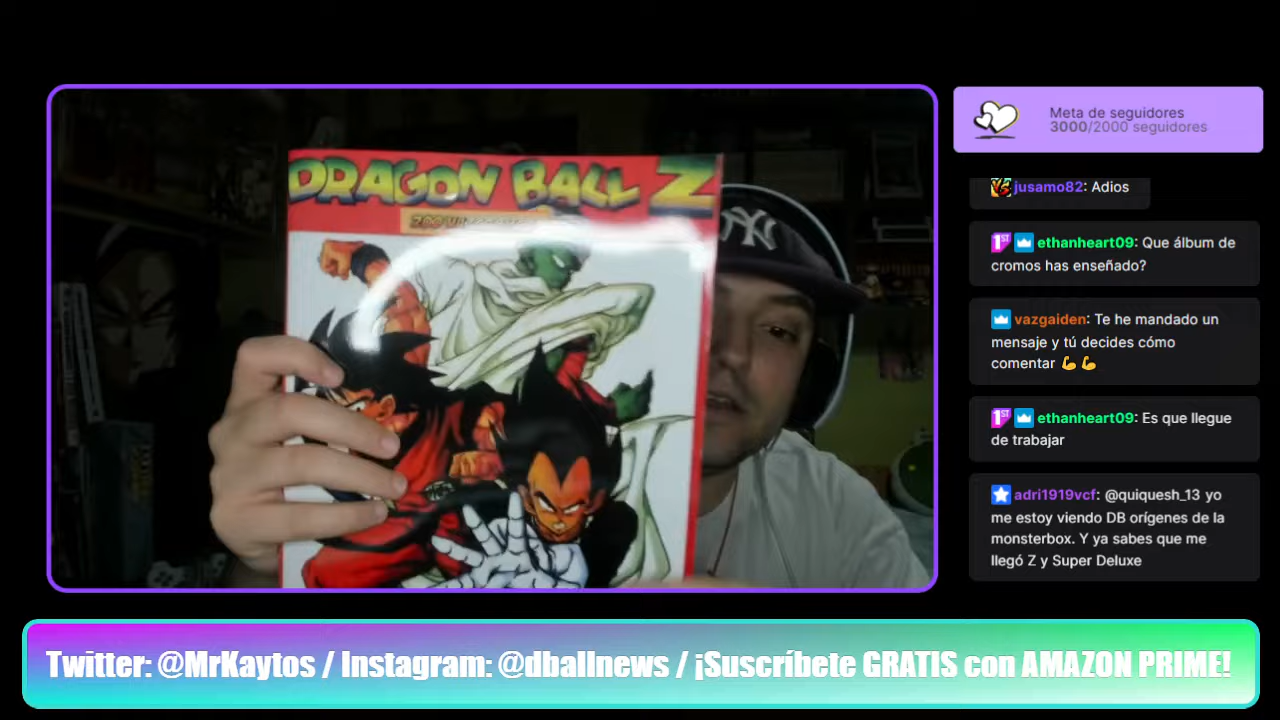 Meta de seguidores
3000/2000 seguidores
jusamo82: Adios
1ST ethanheart09: Que álbum de
cromos has enseñado?
vazgaiden: Te he mandado un
mensaje y tú decides cómo
comentar 💪 💪
1ST ethanheart09: Es que llegue
de trabajar
adri1919vcf: @quiquesh_13 yo
me estoy viendo DB orígenes de la
monsterbox. Y ya sabes que me
llegó Z y Super Deluxe
DRAGON BALL Z
NY
Twitter: @MrKaytos / Instagram: @dballnews / ¡Suscríbete GRATIS con AMAZON PRIME!